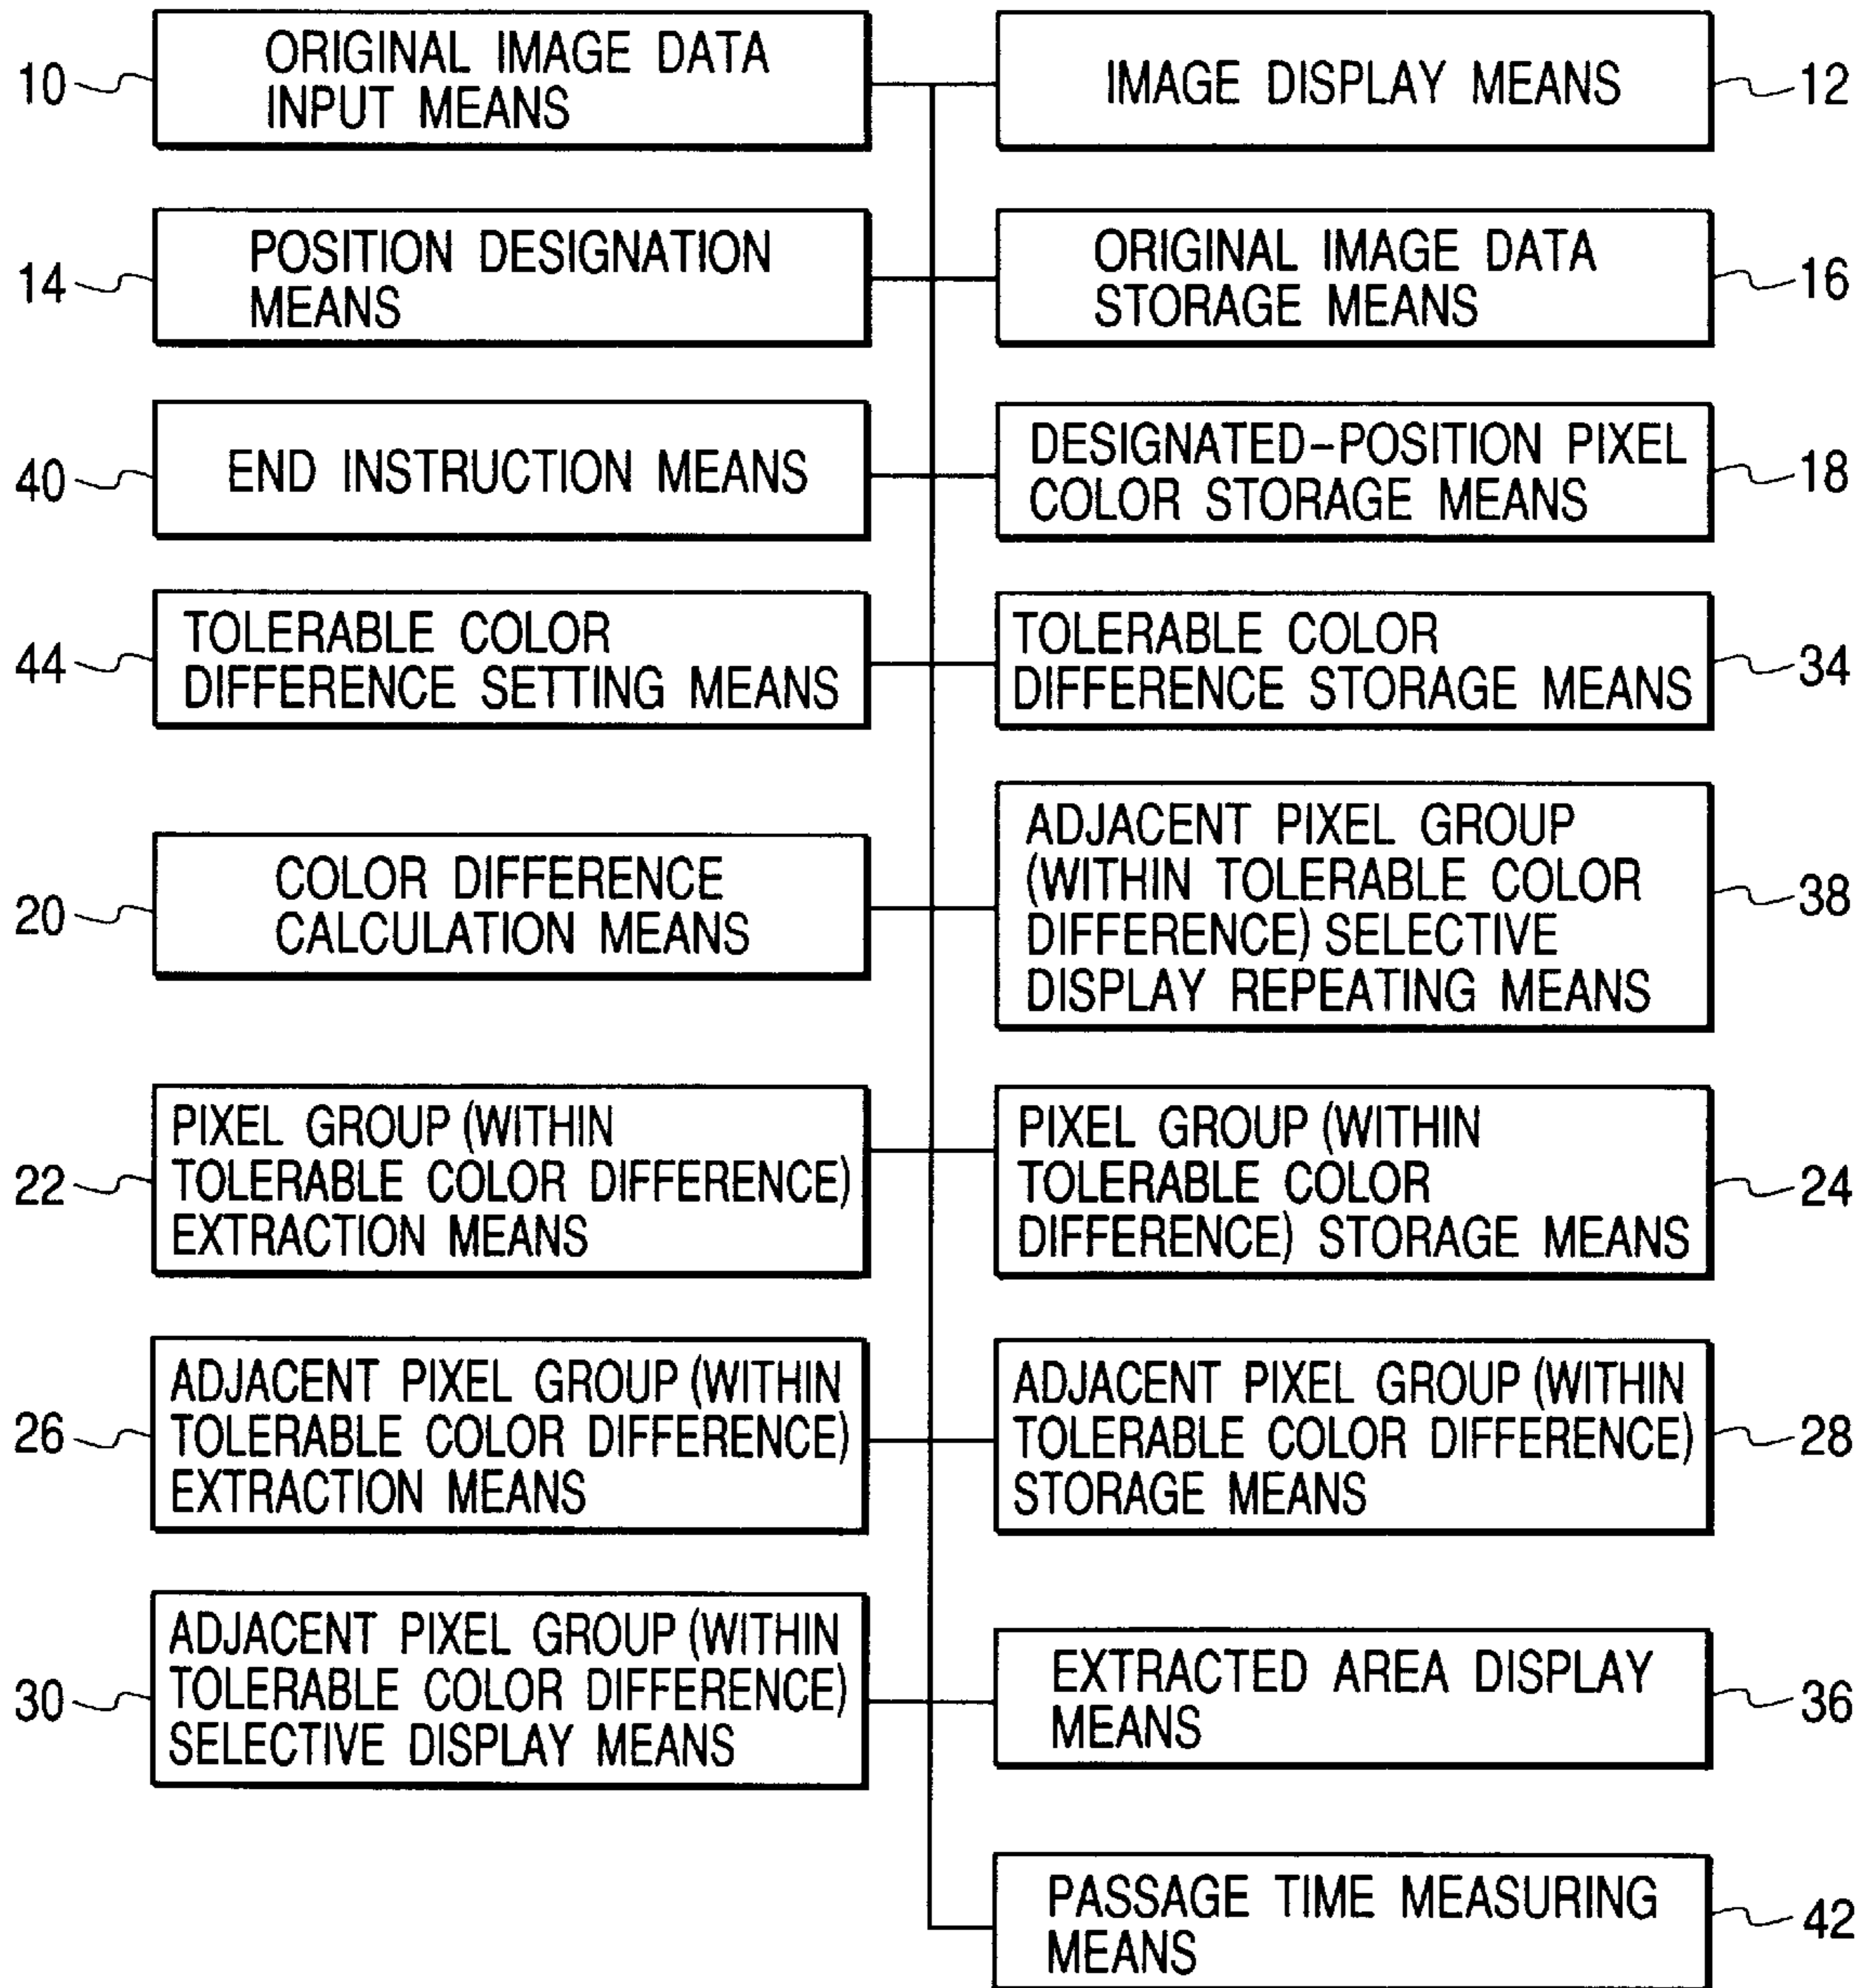 10
ORIGINAL IMAGE DATA
INPUT MEANS
IMAGE DISPLAY MEANS
12
14
POSITION DESIGNATION
MEANS
ORIGINAL IMAGE DATA
STORAGE MEANS
16
40
END INSTRUCTION MEANS
DESIGNATED-POSITION PIXEL
COLOR STORAGE MEANS
18
44
TOLERABLE COLOR
DIFFERENCE SETTING MEANS
TOLERABLE COLOR
DIFFERENCE STORAGE MEANS
34
20
COLOR DIFFERENCE
CALCULATION MEANS
ADJACENT PIXEL GROUP
(WITHIN TOLERABLE COLOR
DIFFERENCE) SELECTIVE
DISPLAY REPEATING MEANS
38
22
PIXEL GROUP (WITHIN
TOLERABLE COLOR DIFFERENCE)
EXTRACTION MEANS
PIXEL GROUP (WITHIN
TOLERABLE COLOR
DIFFERENCE) STORAGE MEANS
24
26
ADJACENT PIXEL GROUP (WITHIN
TOLERABLE COLOR DIFFERENCE)
EXTRACTION MEANS
ADJACENT PIXEL GROUP (WITHIN
TOLERABLE COLOR DIFFERENCE)
STORAGE MEANS
28
30
ADJACENT PIXEL GROUP (WITHIN
TOLERABLE COLOR DIFFERENCE)
SELECTIVE DISPLAY MEANS
EXTRACTED AREA DISPLAY
MEANS
36
PASSAGE TIME MEASURING
MEANS
42